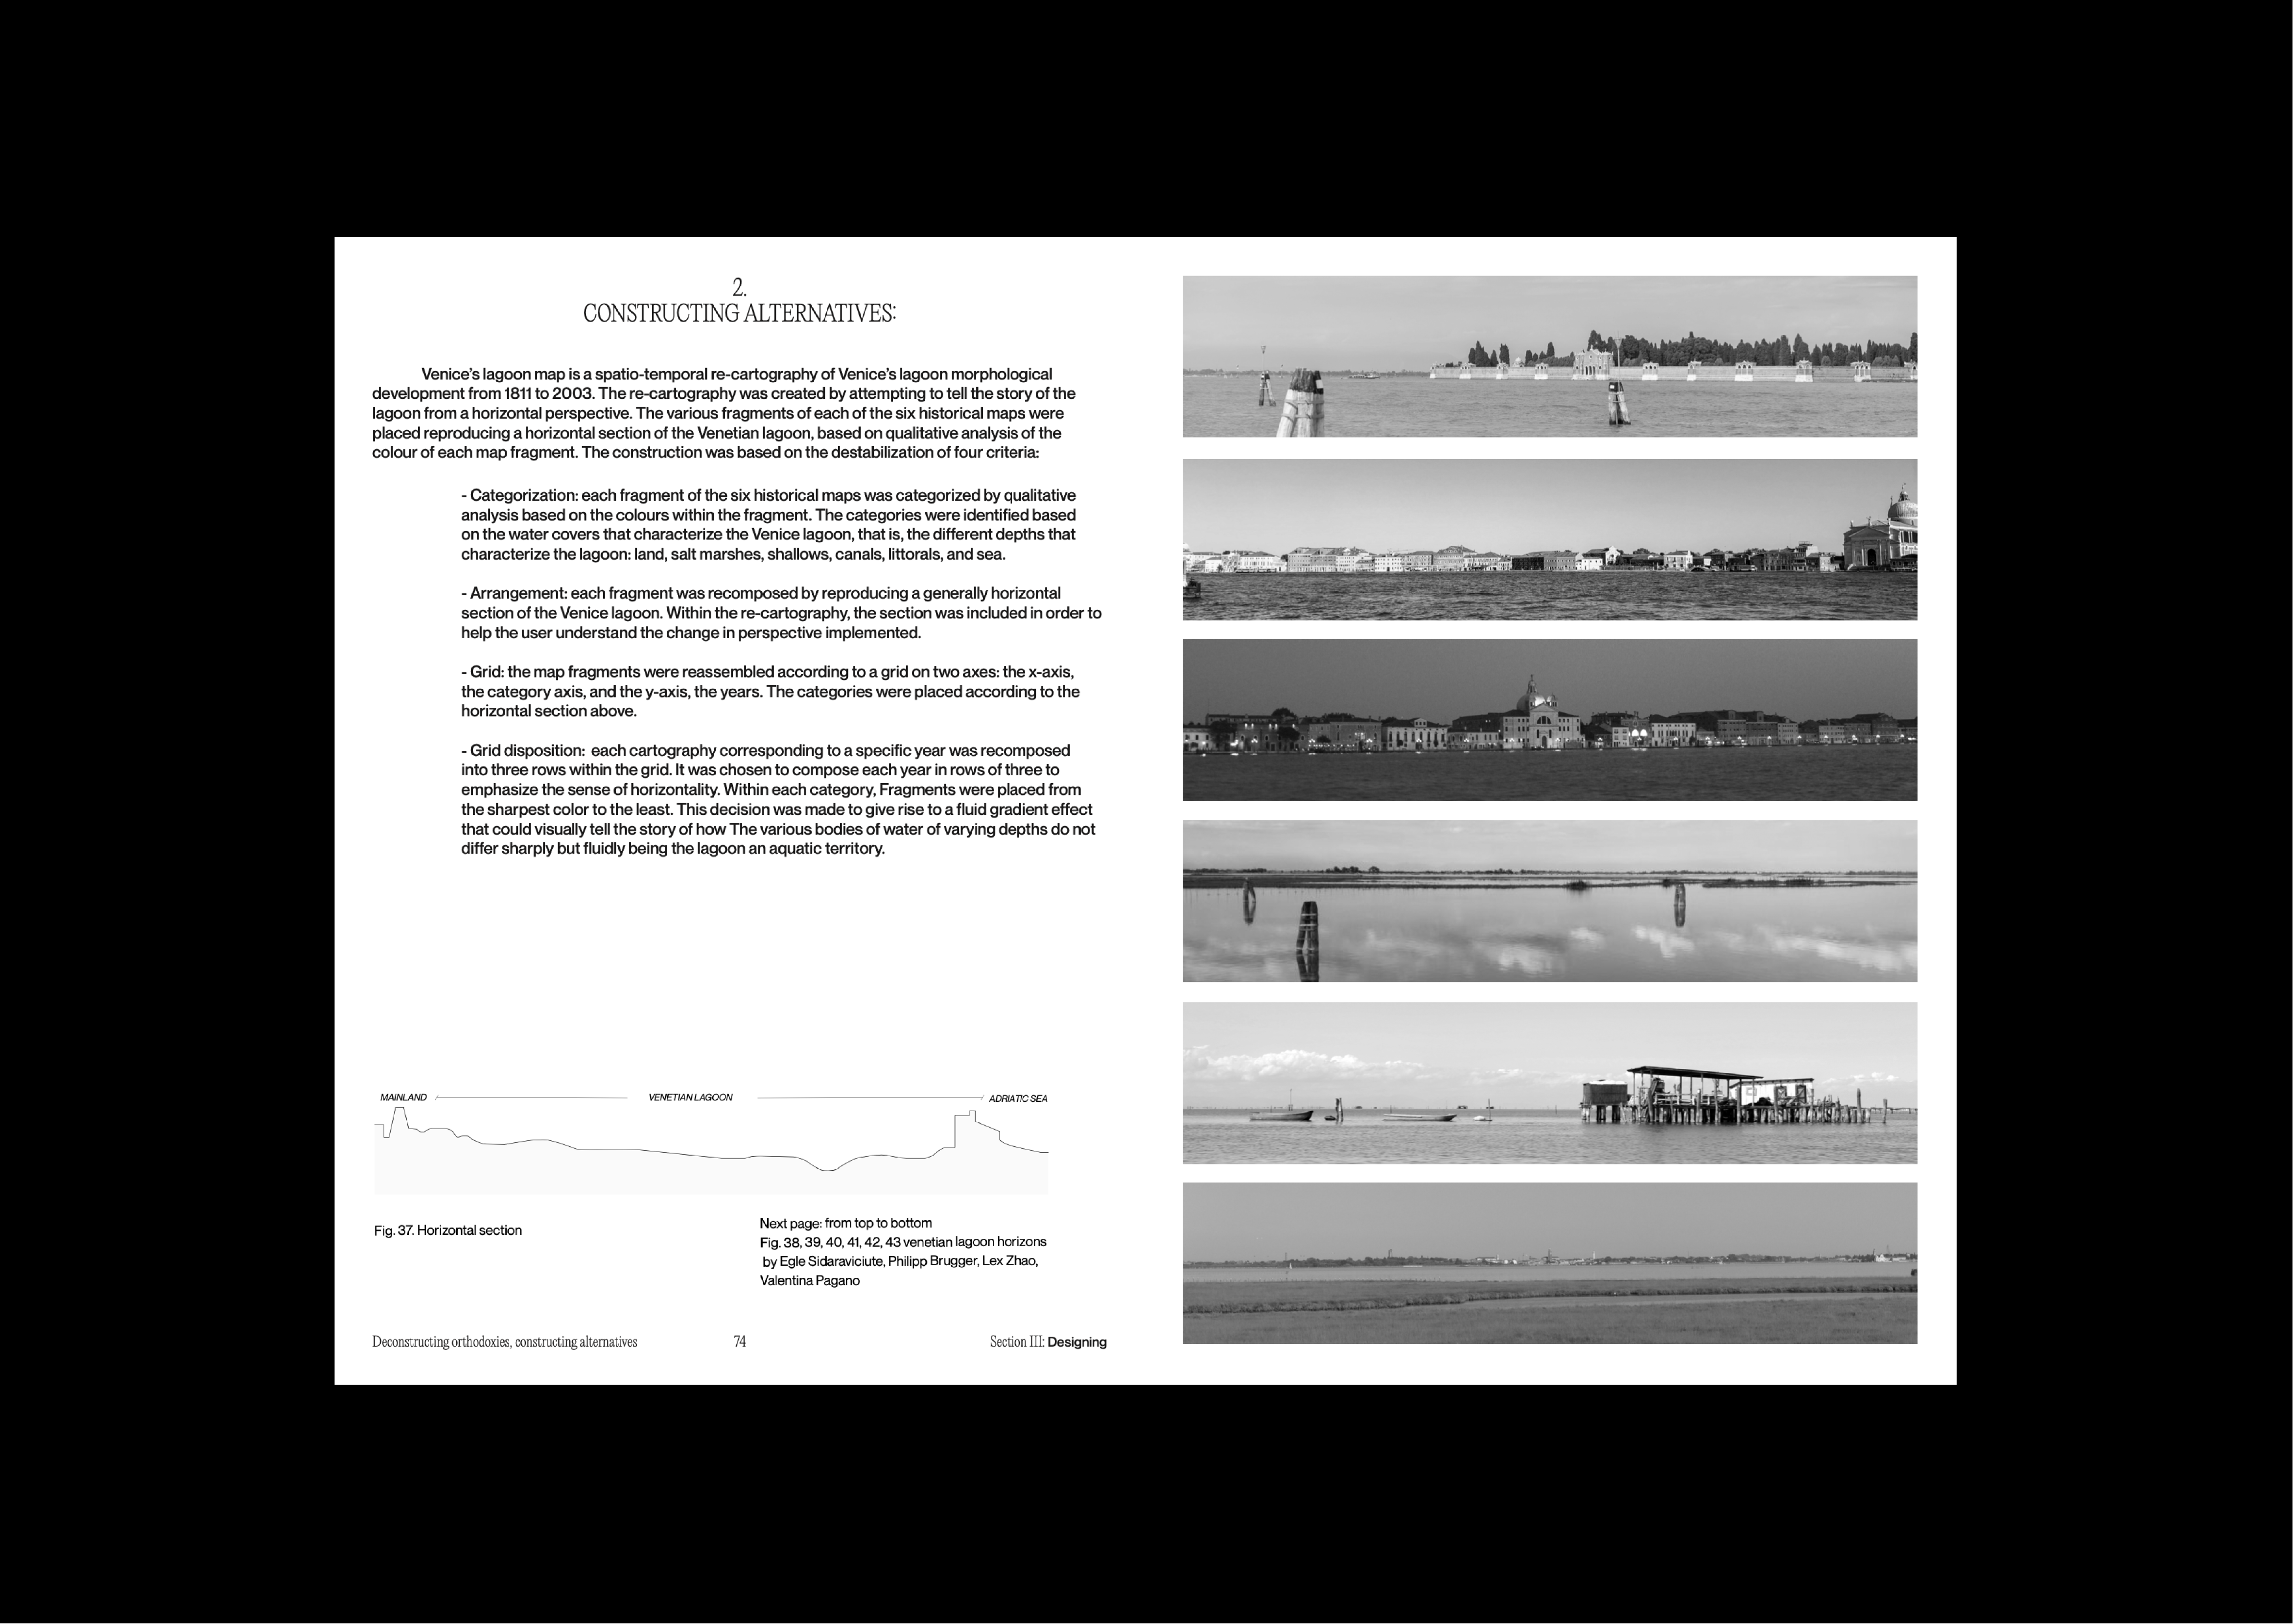 2.
CONSTRUCTING ALTERNATIVES:
Venice’s lagoon map is a spatio-temporal re-cartography of Venice’s lagoon morphological
development from 1811 to 2003. The re-cartography was created by attempting to tell the story of the
lagoon from a horizontal perspective. The various fragments of each of the six historical maps were
placed reproducing a horizontal section of the Venetian lagoon, based on qualitative analysis of the
colour of each map fragment. The construction was based on the destabilization of four criteria:
- Categorization: each fragment of the six historical maps was categorized by qualitative
analysis based on the colours within the fragment. The categories were identified based
on the water covers that characterize the Venice lagoon, that is, the different depths that
characterize the lagoon: land, salt marshes, shallows, canals, littorals, and sea.
- Arrangement: each fragment was recomposed by reproducing a generally horizontal
section of the Venice lagoon. Within the re-cartography, the section was included in order to
help the user understand the change in perspective implemented.
- Grid: the map fragments were reassembled according to a grid on two axes: the x-axis,
the category axis, and the y-axis, the years. The categories were placed according to the
horizontal section above.
- Grid disposition:  each cartography corresponding to a specific year was recomposed
into three rows within the grid. It was chosen to compose each year in rows of three to
emphasize the sense of horizontality. Within each category, Fragments were placed from
the sharpest color to the least. This decision was made to give rise to a fluid gradient effect
that could visually tell the story of how The various bodies of water of varying depths do not
differ sharply but fluidly being the lagoon an aquatic territory.
MAINLAND
VENETIAN LAGOON
ADRIATIC SEA
Fig. 37. Horizontal section
Next page: from top to bottom
Fig. 38, 39, 40, 41, 42, 43 venetian lagoon horizons
by Egle Sidaraviciute, Philipp Brugger, Lex Zhao,
Valentina Pagano
Deconstructing orthodoxies, constructing alternatives
74
Section III: Designing